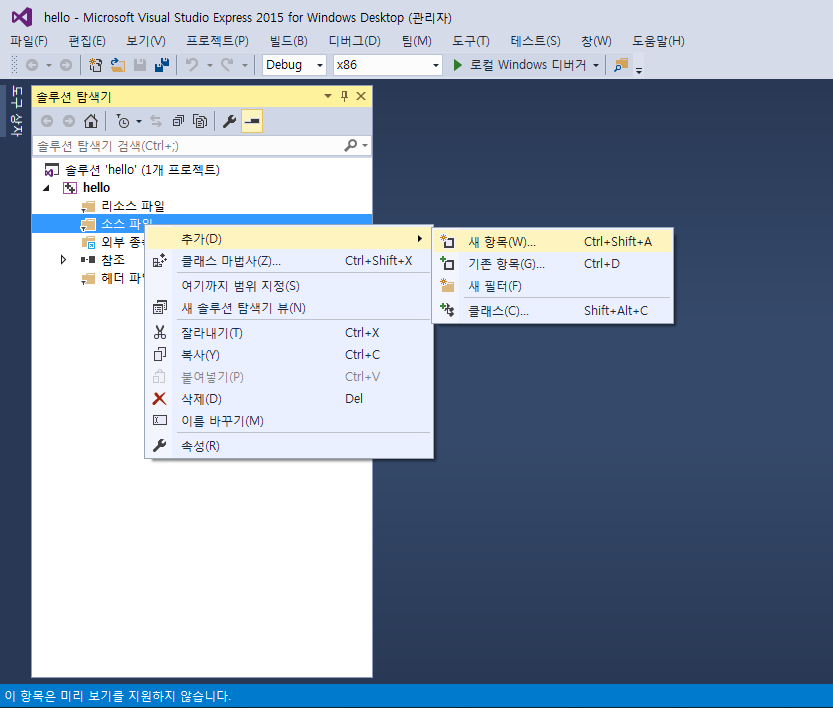 hello - Microsoft Visual Studio Express 2015 for Windows Desktop (관리자)
파일(F) 편집(E) 보기(V) 프로젝트(P) 빌드(B) 디버그(D) 팀(M) 도구(T) 테스트(S) 창(W) 도움말(H)
Debug x86 로컬 Windows 디버거
도구 상자
솔루션 탐색기
솔루션 탐색기 검색(Ctrl+;)
솔루션 'hello' (1개 프로젝트)
hello
리소스 파일
소스 파일
외부 종속
참조
헤더 파일
추가(D)
클래스 마법사(Z)... Ctrl+Shift+X
여기까지 범위 지정(S)
새 솔루션 탐색기 뷰(N)
잘라내기(T) Ctrl+X
복사(Y) Ctrl+C
붙여넣기(P) Ctrl+V
삭제(D) Del
이름 바꾸기(M)
속성(R)
새 항목(W)... Ctrl+Shift+A
기존 항목(G)... Ctrl+D
새 필터(F)
클래스(C)... Shift+Alt+C
이 항목은 미리 보기를 지원하지 않습니다.